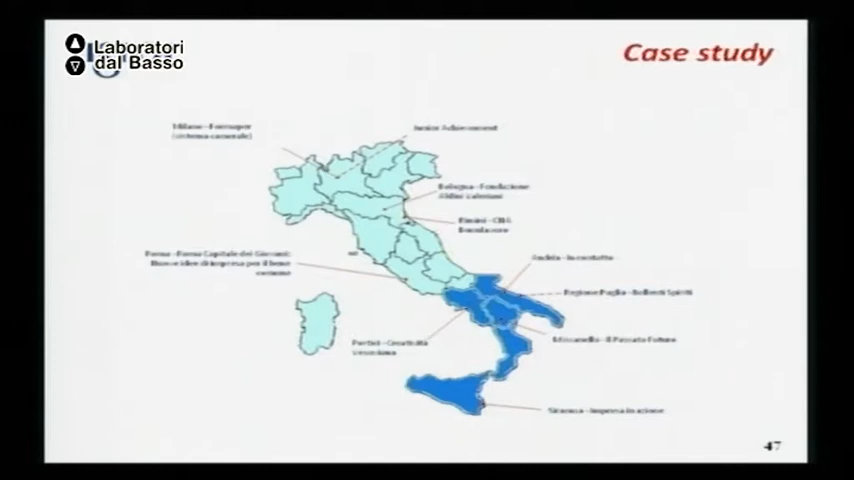 Laboratori
dal Basso
Case study
Milano - Formaper
(sistema camerale)
Junior Achievement
Bologna - Fondazione
Aldini Valeriani
Rimini - CNA
Roma - Roma Capitale dei Giovani:
Nuove idee di impresa per il bene
comune
Andria - In contatto
Regione Puglia - Bollenti Spiriti
Portici - Creatività
vesuviana
Missanello - Il Passato Futuro
Siracusa - Impresa in azione
47